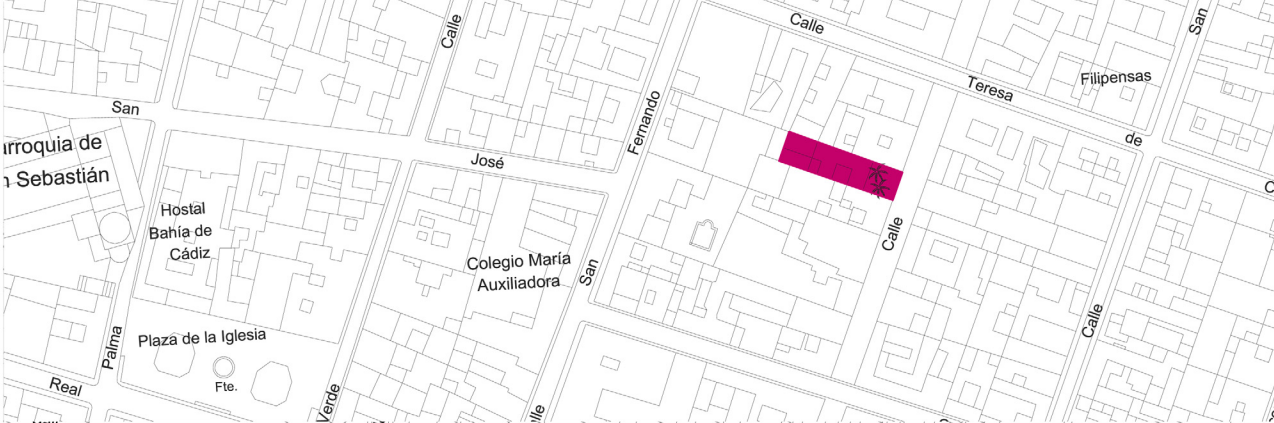 Calle
Calle
San
Teresa
Filipensas
de
San
Fernando
José
arroquia de
n Sebastián
Hostal
Bahía de
Cádiz
Calle
Colegio María
Auxiliadora
San
Calle
Plaza de la Iglesia
Palma
Fte.
Real
Verde